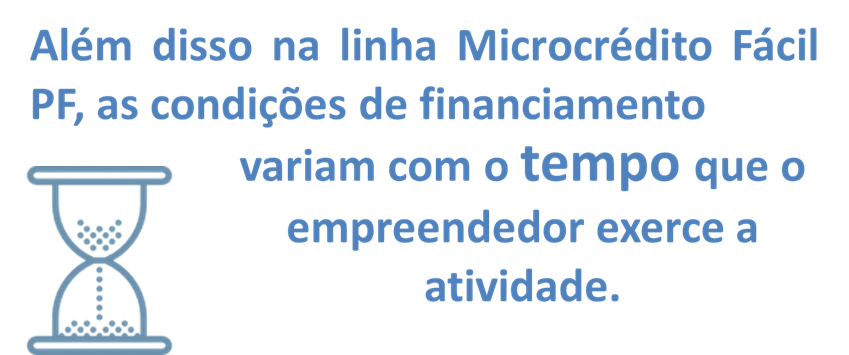 Além disso na linha Microcrédito Fácil
PF, as condições de financiamento
variam com o tempo que o
empreendedor exerce a
atividade.